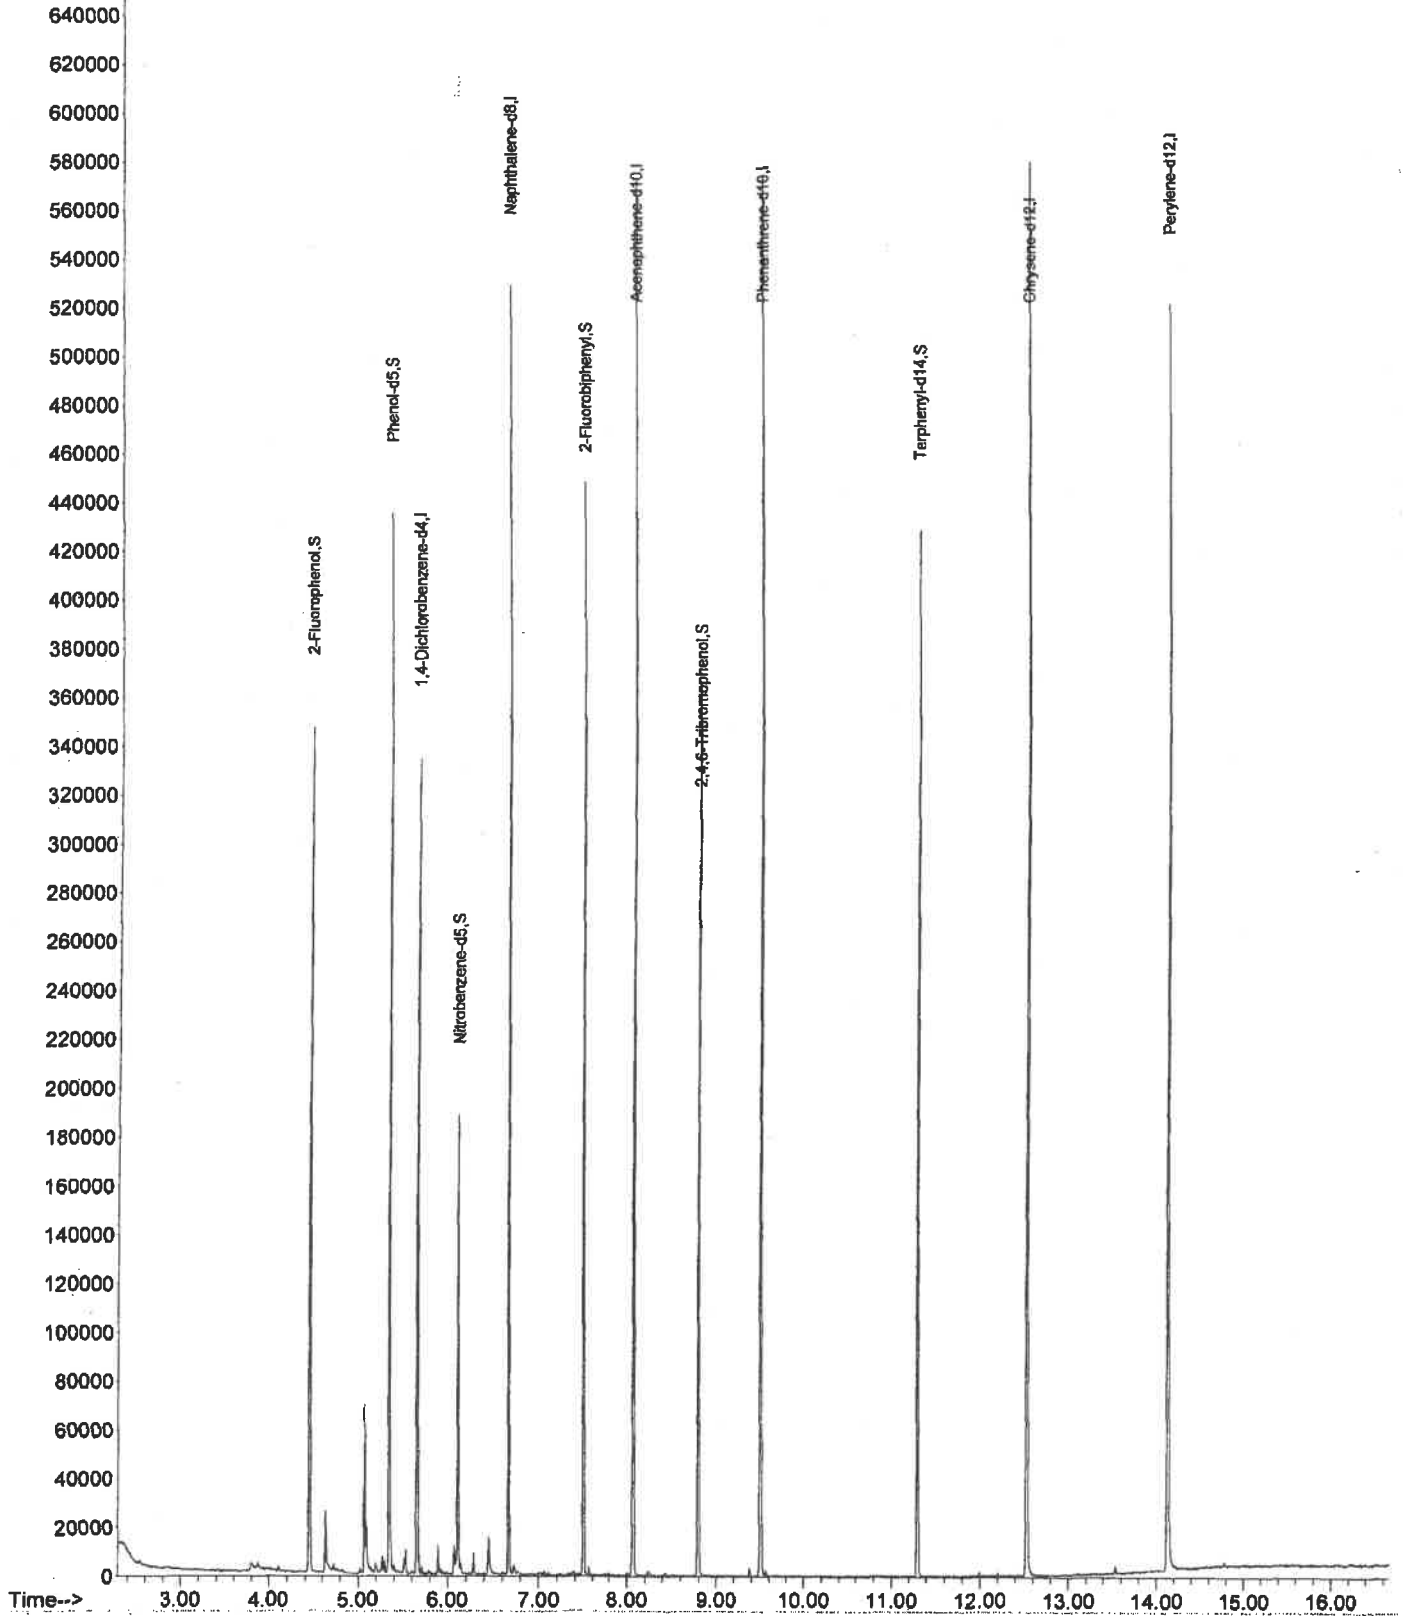 640000
620000
600000
580000
560000
540000
520000
500000
480000
460000
440000
420000
400000
380000
360000
340000
320000
300000
280000
260000
240000
220000
200000
180000
160000
140000
120000
100000
80000
60000
40000
20000
0
2-Fluorophenol,S
Phenol-d5,S
1,4-Dichlorobenzene-d4,I
Nitrobenzene-d5,S
Naphthalene-d8,I
2-Fluorobiphenyl,S
Acenaphthene-d10,I
2,4,6-Tribromophenol,S
Phenanthrene-d10,I
Terphenyl-d14,S
Chrysene-d12,I
Perylene-d12,I
Time--> 3.00 4.00 5.00 6.00 7.00 8.00 9.00 10.00 11.00 12.00 13.00 14.00 15.00 16.00